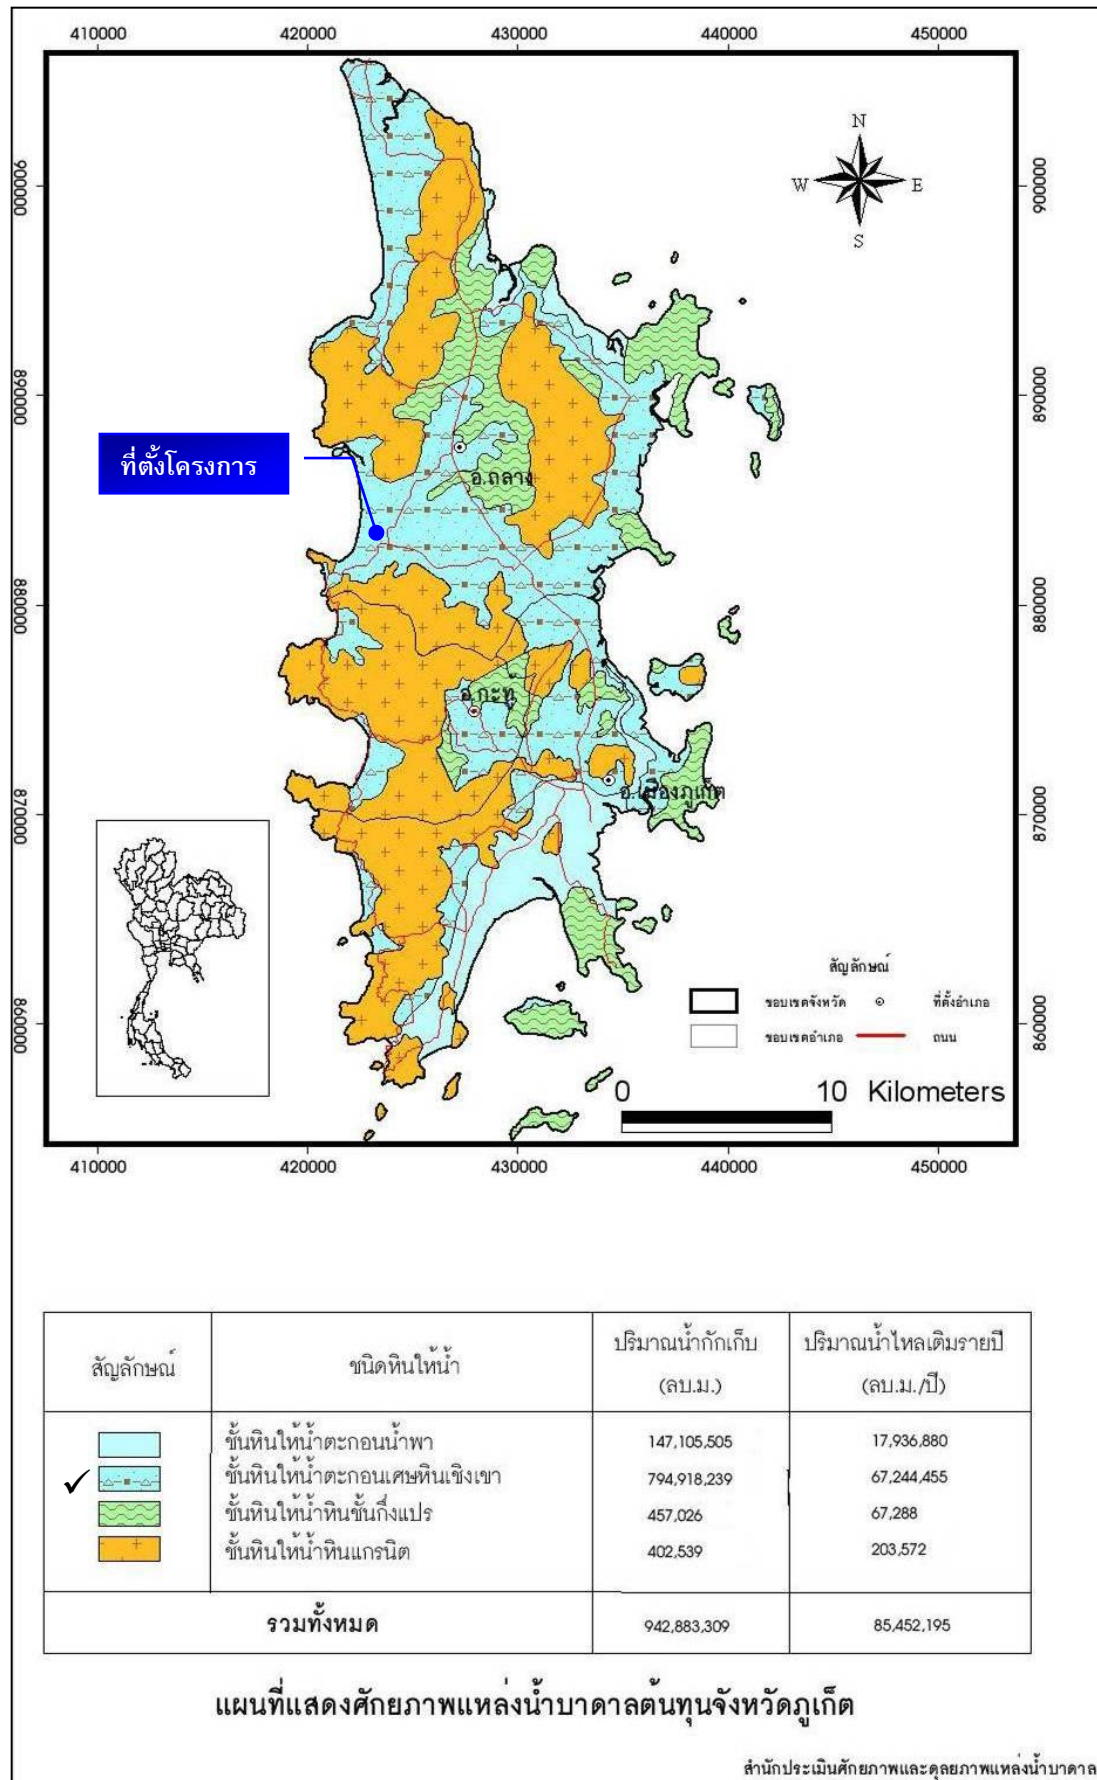 410000 420000 430000 440000 450000
N
W E
S
900000 900000
890000 890000
ที่ตั้งโครงการ
อ.ถลาง
880000 880000
อ.กะทู้
อ.เมืองภูเก็ต
870000 870000
สัญลักษณ์
ขอบเขตจังหวัด ที่ตั้งอำเภอ
ขอบเขตอำเภอ ถนน
860000 860000
0 10 Kilometers
410000 420000 430000 440000 450000
สัญลักษณ์ ชนิดหินให้น้ำ ปริมาณน้ำกักเก็บ ปริมาณน้ำไหลเติมรายปี
(ลบ.ม.) (ลบ.ม./ปี)
ชั้นหินให้น้ำตะกอนน้ำพา 147,105,505 17,936,880
✓ ชั้นหินให้น้ำตะกอนเศษหินเชิงเขา 794,918,239 67,244,455
ชั้นหินให้น้ำหินชั้นกึ่งแปร 457,026 67,288
ชั้นหินให้น้ำหินแกรนิต 402,539 203,572
รวมทั้งหมด 942,883,309 85,452,195
แผนที่แสดงศักยภาพแหล่งน้ำบาดาลต้นทุนจังหวัดภูเก็ต
สำนักประเมินศักยภาพและดุลยภาพแหล่งน้ำบาดาล